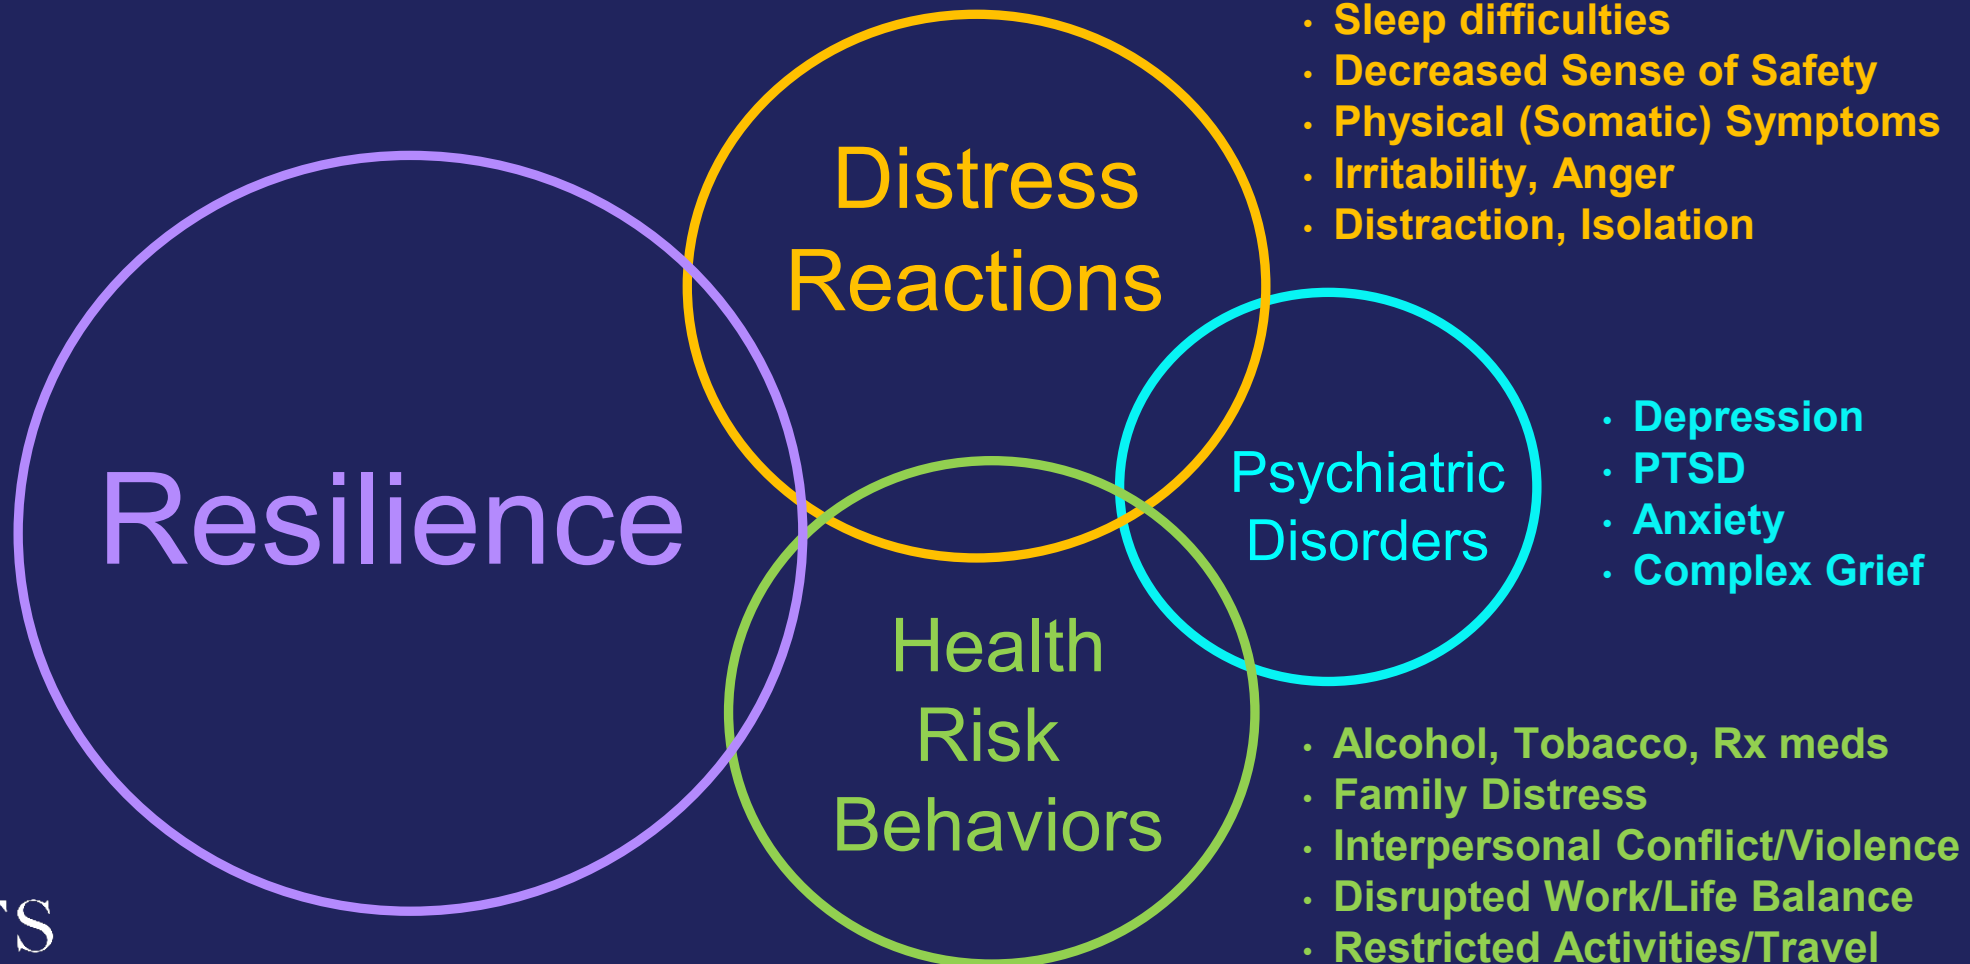 • Sleep difficulties
• Decreased Sense of Safety
• Physical (Somatic) Symptoms
• Irritability, Anger
• Distraction, Isolation
Distress
Reactions
Resilience
Psychiatric
Disorders
• Depression
• PTSD
• Anxiety
• Complex Grief
Health
Risk
Behaviors
• Alcohol, Tobacco, Rx meds
• Family Distress
• Interpersonal Conflict/Violence
• Disrupted Work/Life Balance
• Restricted Activities/Travel